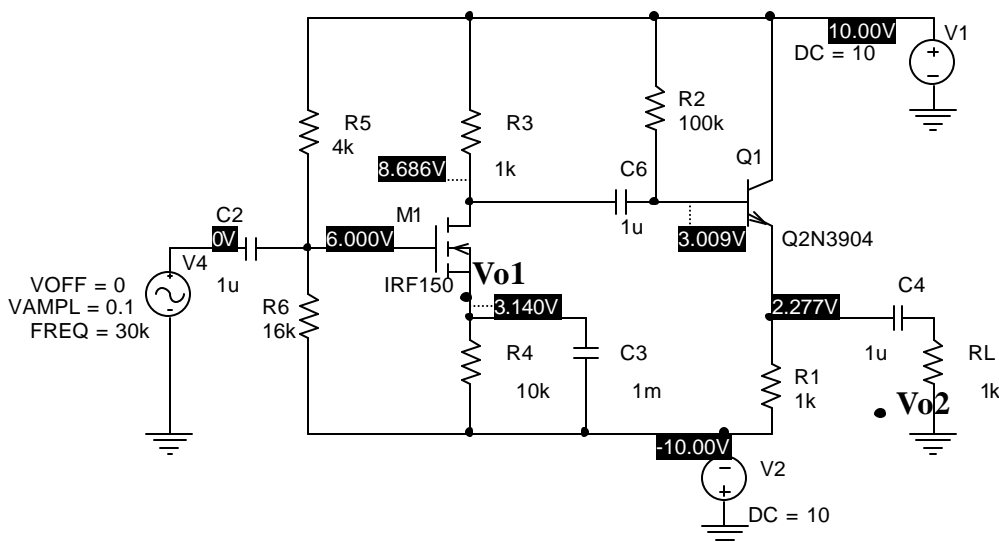 10.00V
V1
DC = 10
R5
4k
R3
1k
R2
100k
8.686V
C6
1u
Q1
Q2N3904
3.009V
C2
0V
1u
V4
VOFF = 0
VAMPL = 0.1
FREQ = 30k
6.000V
M1
IRF150
Vo1
3.140V
R6
16k
R4
10k
C3
1m
2.277V
C4
1u
RL
1k
R1
1k
Vo2
-10.00V
V2
DC = 10